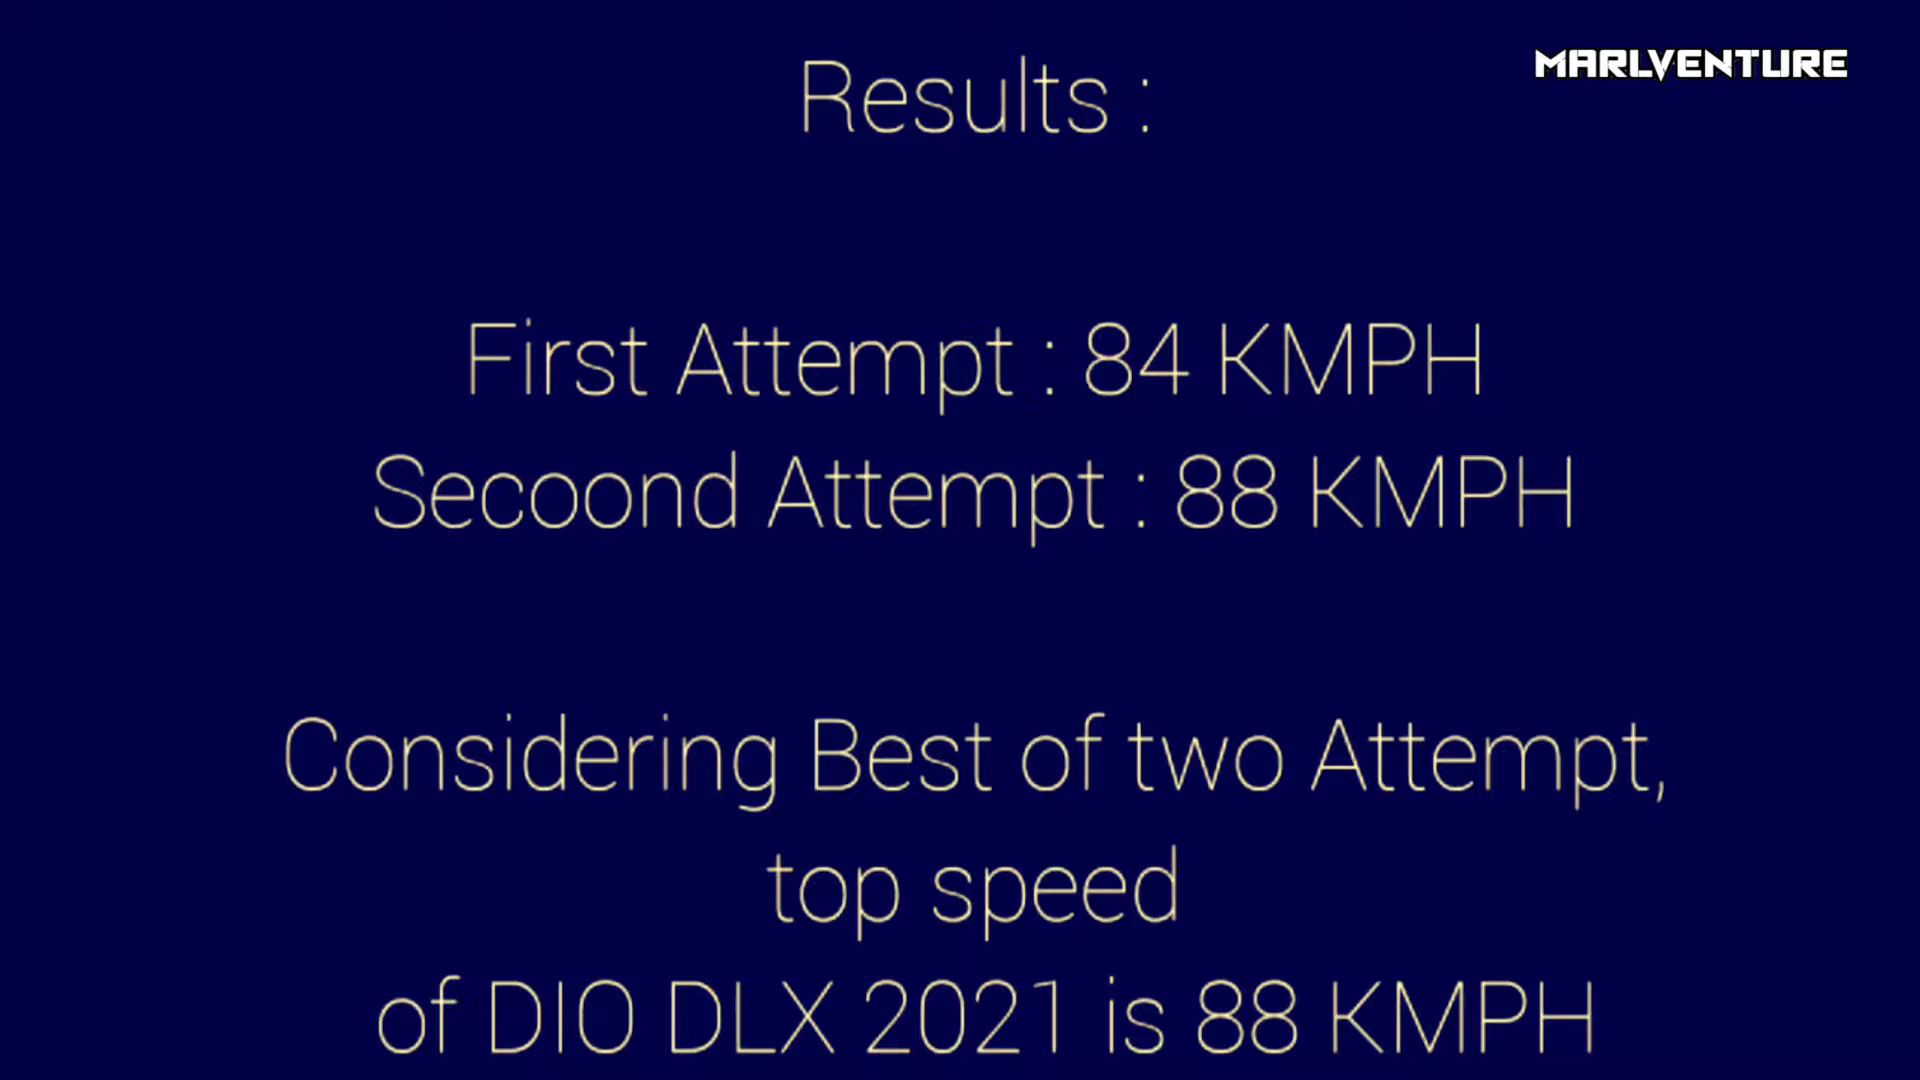 MARLVENTURE
Results :
First Attempt : 84 KMPH
Secoond Attempt : 88 KMPH
Considering Best of two Attempt,
top speed
of DIO DLX 2021 is 88 KMPH